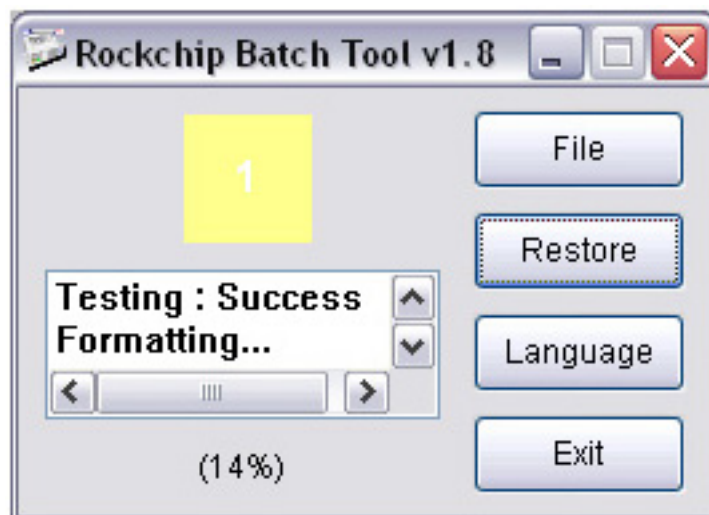 Rockchip Batch Tool v1.8
1
File
Restore
Testing : Success
Formatting...
Language
(14%)
Exit